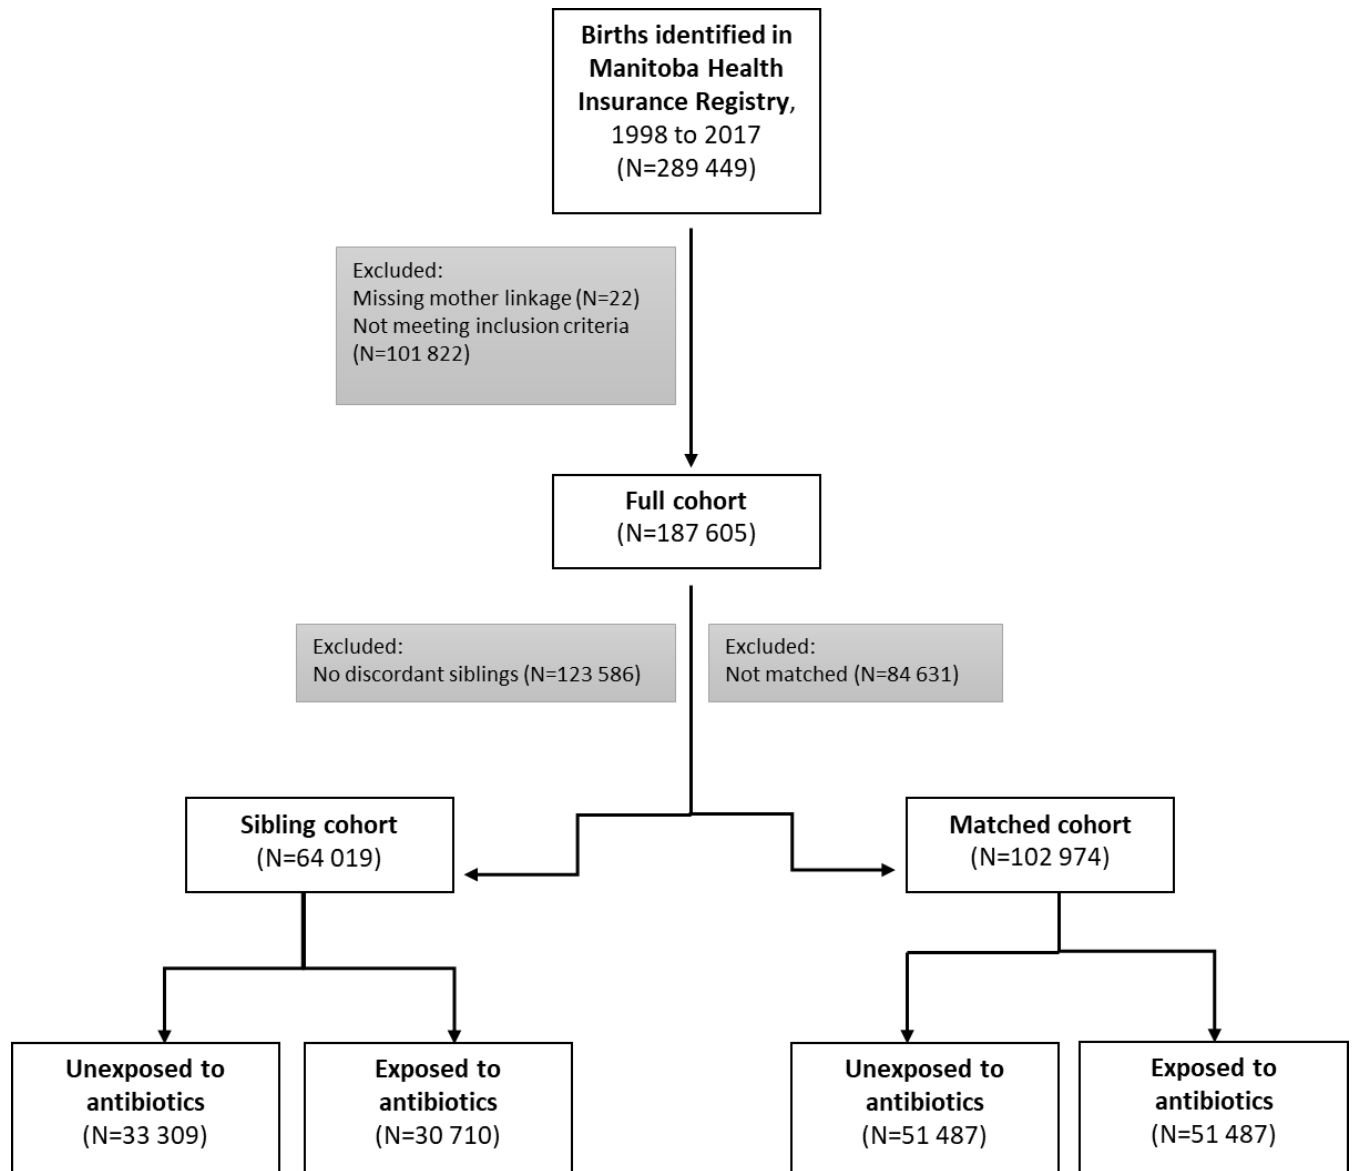 Births identified in
Manitoba Health
Insurance Registry,
1998 to 2017
(N=289 449)
Excluded:
Missing mother linkage (N=22)
Not meeting inclusion criteria
(N=101 822)
Full cohort
(N=187 605)
Excluded:
No discordant siblings (N=123 586)
Excluded:
Not matched (N=84 631)
Sibling cohort
(N=64 019)
Matched cohort
(N=102 974)
Unexposed to
antibiotics
(N=33 309)
Exposed to
antibiotics
(N=30 710)
Unexposed to
antibiotics
(N=51 487)
Exposed to
antibiotics
(N=51 487)